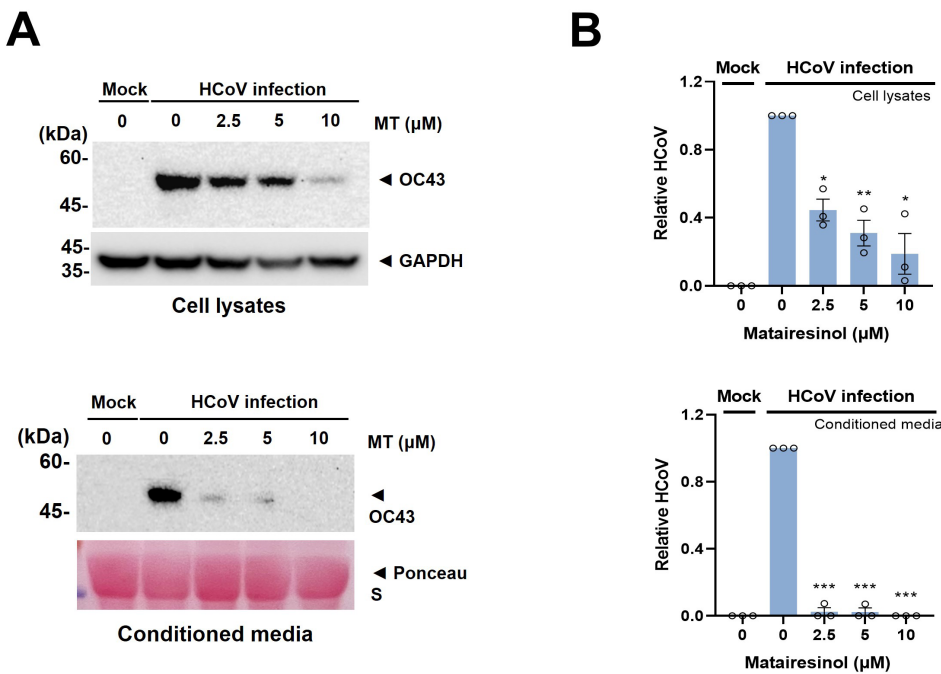 A
Mock HCoV infection
0 0 2.5 5 10 MT (µM)
(kDa)
60-
OC43
45-
45-
GAPDH
35-
Cell lysates
Mock HCoV infection
0 0 2.5 5 10 MT (µM)
(kDa)
60-
45-
OC43
Ponceau
S
Conditioned media
B
Mock HCoV infection
Cell lysates
Relative HCoV
1.2
0.8
0.4
0.0
* ** *
0 0 2.5 5 10
Matairesinol (µM)
Mock HCoV infection
Conditioned media
Relative HCoV
1.2
0.8
0.4
0.0
*** *** ***
0 0 2.5 5 10
Matairesinol (µM)